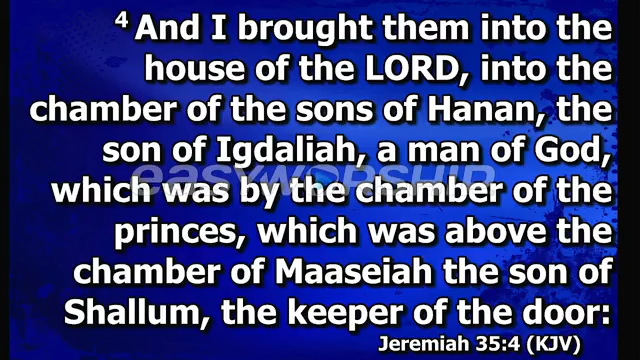 4 And I brought them into the
house of the LORD, into the
chamber of the sons of Hanan, the
son of Igdaliah, a man of God,
easyworship
which was by the chamber of the
princes, which was above the
chamber of Maaseiah the son of
Shallum, the keeper of the door:
Jeremiah 35:4 (KJV)